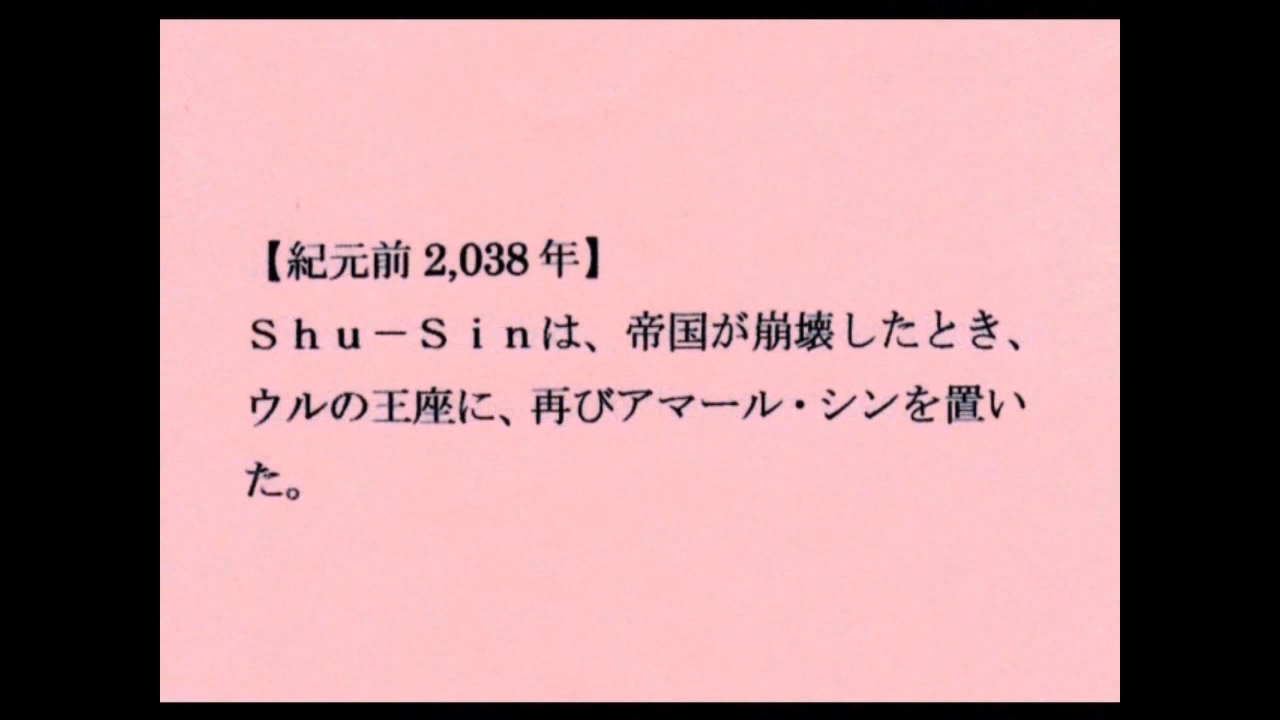 【紀元前 2,038 年】
Ｓｈｕ－Ｓｉｎは、帝国が崩壊したとき、
ウルの王座に、再びアマール・シンを置い
た。